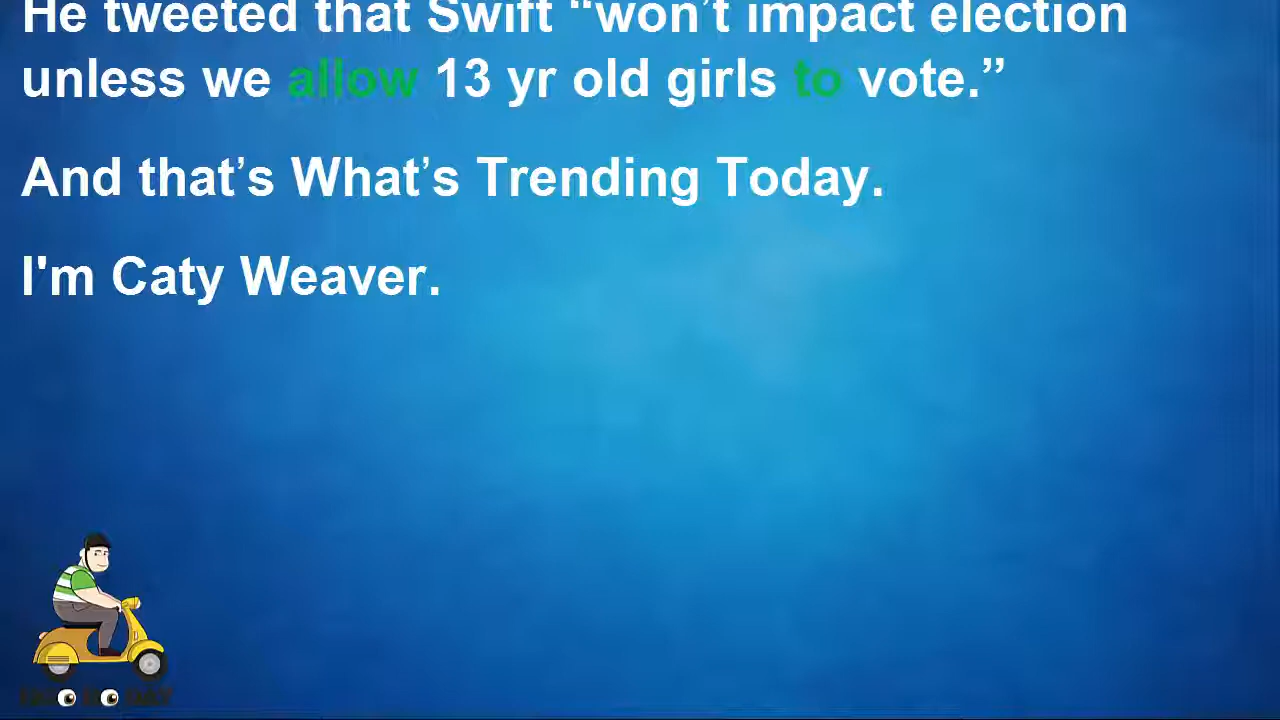 He tweeted that Swift “won’t impact election
unless we allow 13 yr old girls to vote.”
And that’s What’s Trending Today.
I'm Caty Weaver.